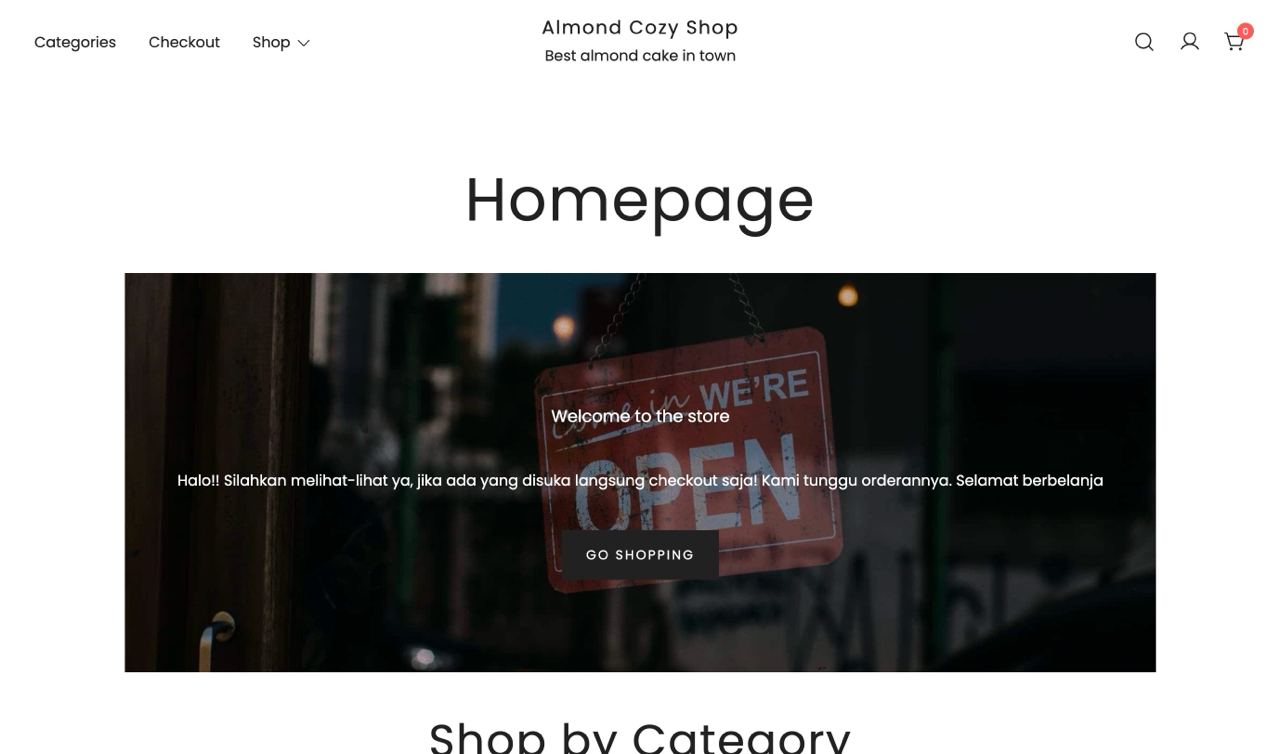 Categories
Checkout
Shop
Almond Cozy Shop
Best almond cake in town
0
Homepage
come in WE'RE
Welcome to the store
OPEN
Halo!! Silahkan melihat-lihat ya, jika ada yang disuka langsung checkout saja! Kami tunggu orderannya. Selamat berbelanja
GO SHOPPING
Shop by Category